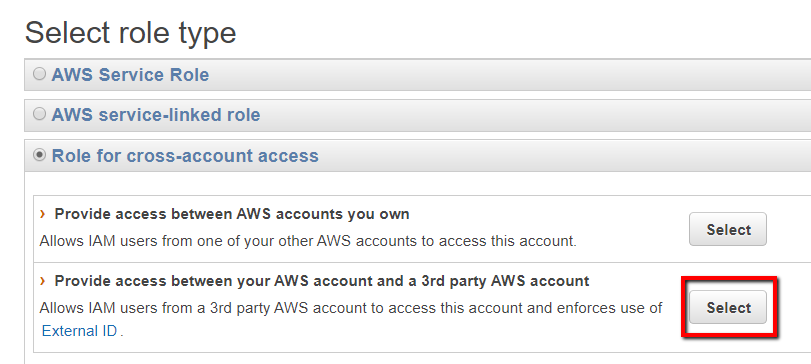 Select role type
AWS Service Role
AWS service-linked role
Role for cross-account access
› Provide access between AWS accounts you own
Allows IAM users from one of your other AWS accounts to access this account.
Select
› Provide access between your AWS account and a 3rd party AWS account
Allows IAM users from a 3rd party AWS account to access this account and enforces use of
External ID.
Select